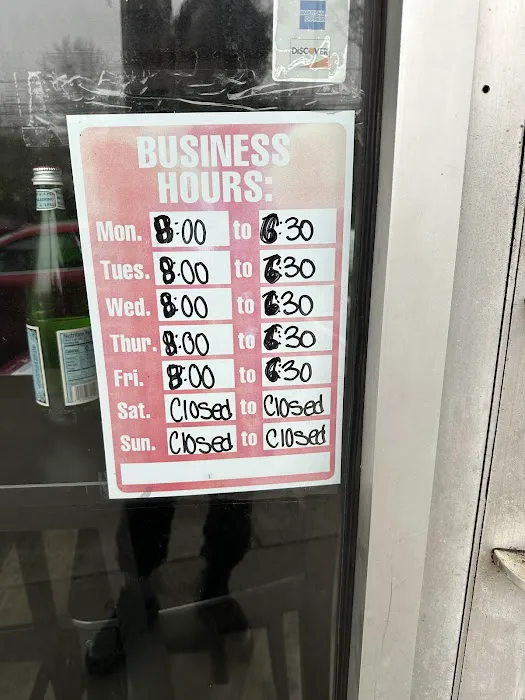 DISCOVER
BUSINESS
HOURS:
Mon. 8:00 to 6:30
Tues. 8:00 to 6:30
Wed. 8:00 to 6:30
Thur. 8:00 to 6:30
Fri. 8:00 to 6:30
Sat. Closed to Closed
Sun. Closed to Closed